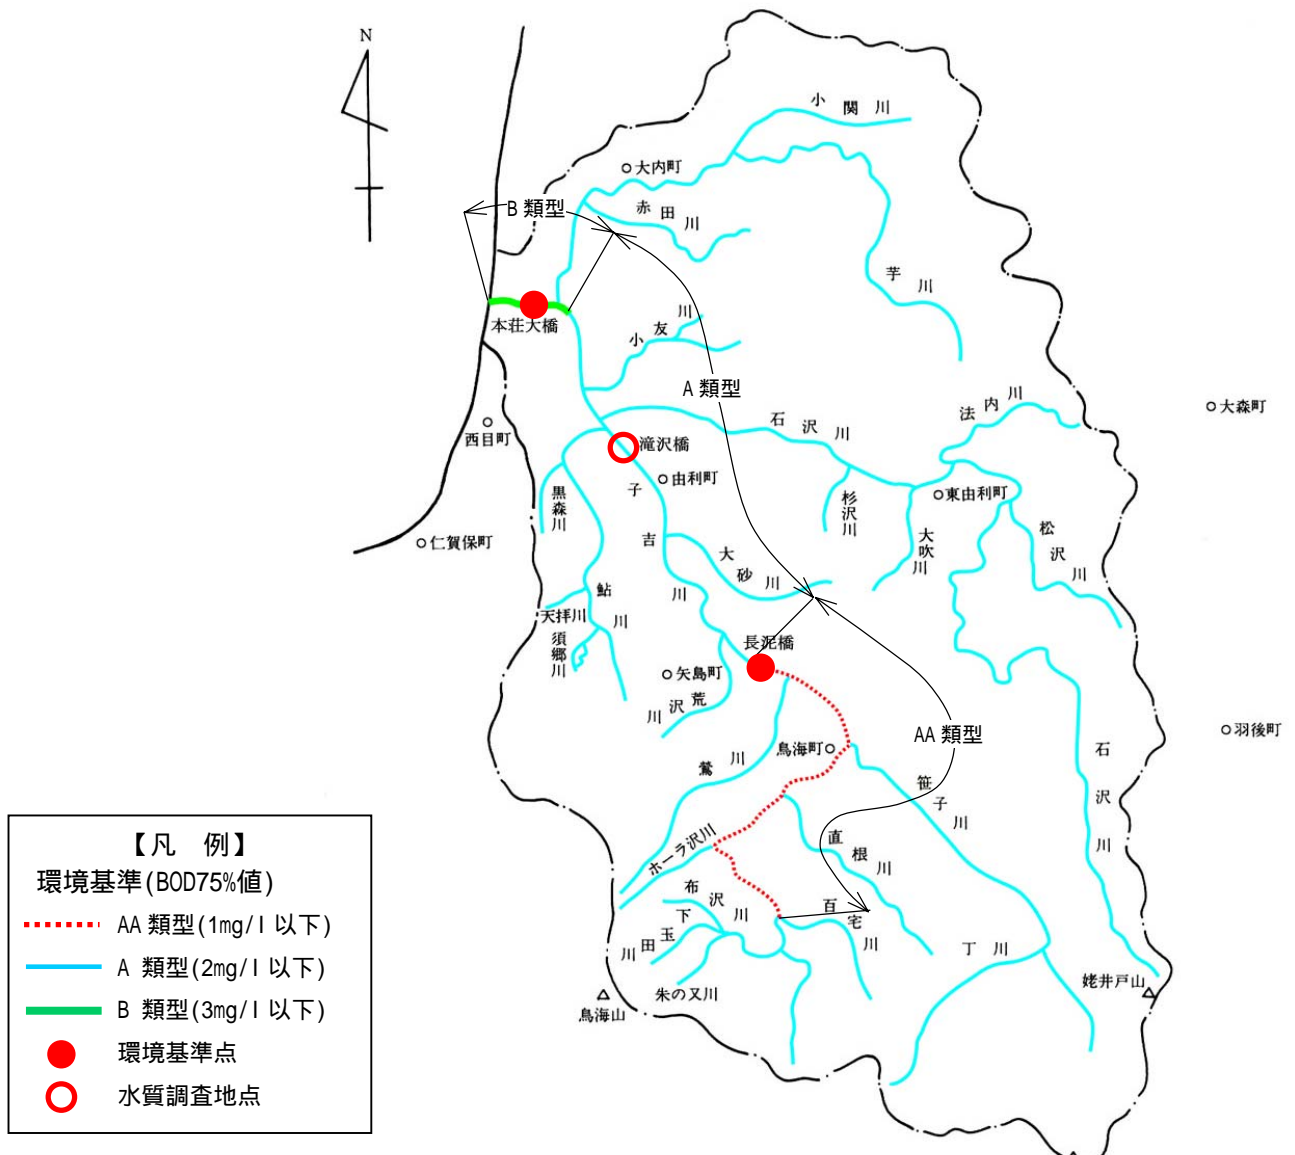 N
小関川
大内町
B 類型
赤田川
芋川
本荘大橋
小友川
A 類型
大森町
法内川
石沢川
西目町
滝沢橋
由利町
東由利町
黒森川
子吉川
杉沢川
大吹川
松沢川
仁賀保町
大砂川
鮎川
天拝川
須郷川
長泥橋
矢島町
荒沢川
羽後町
AA 類型
鳥海町
石沢川
鶯川
笹子川
ホーラ沢川
直根川
布沢川
百宅川
下玉田川
丁川
朱の又川
姥井戸山
鳥海山
【凡 例】
環境基準(BOD75%値)
AA 類型(1mg/l 以下)
A 類型(2mg/l 以下)
B 類型(3mg/l 以下)
環境基準点
水質調査地点